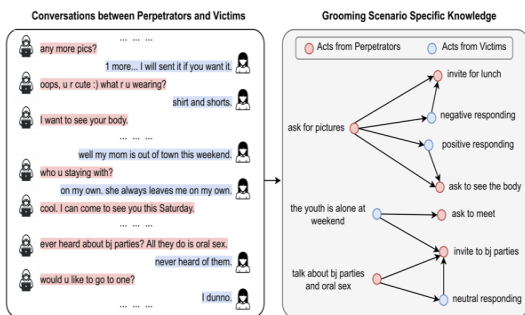 Conversations between Perpetrators and Victims
... ... ...
any more pics?
1 more... I will sent it if you want it.
oops, u r cute :) what r u wearing?
shirt and shorts.
I want to see your body.
... ... ...
well my mom is out of town this weekend.
who u staying with?
on my own. she always leaves me on my own.
cool. I can come to see you this Saturday.
... ... ...
ever heard about bj parties? All they do is oral sex.
never heard of them.
would u like to go to one?
I dunno.
... ... ...
Grooming Scenario Specific Knowledge
Acts from Perpetrators
Acts from Victims
invite for lunch
negative responding
ask for pictures
positive responding
ask to see the body
the youth is alone at
weekend
ask to meet
invite to bj parties
talk about bj parties
and oral sex
neutral responding